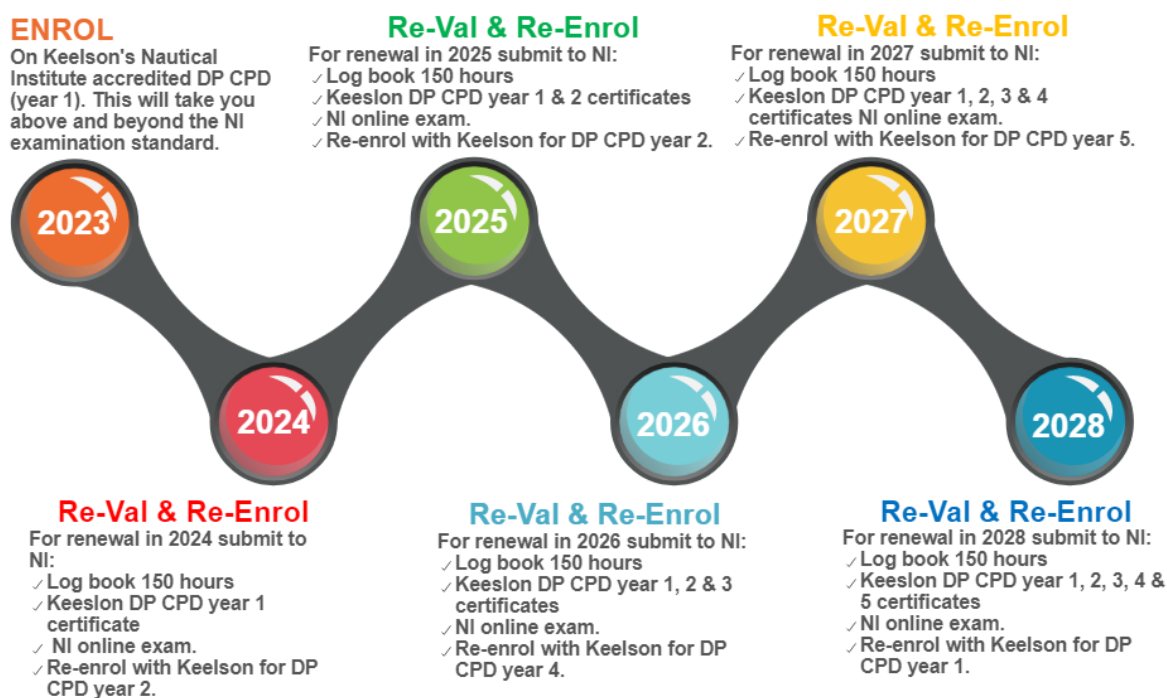 ENROL
On Keelson's Nautical
Institute accredited DP CPD
(year 1). This will take you
above and beyond the NI
examination standard.
2023
Re-Val & Re-Enrol
For renewal in 2024 submit to
NI:
✓ Log book 150 hours
✓ Keeslon DP CPD year 1
certificate
✓ NI online exam.
✓ Re-enrol with Keelson for DP
CPD year 2.
2024
Re-Val & Re-Enrol
For renewal in 2025 submit to NI:
✓ Log book 150 hours
✓ Keeslon DP CPD year 1 & 2 certificates
✓ NI online exam.
✓ Re-enrol with Keelson for DP CPD year 2.
2025
Re-Val & Re-Enrol
For renewal in 2026 submit to NI:
✓ Log book 150 hours
✓ Keeslon DP CPD year 1, 2 & 3
certificates
✓ NI online exam.
✓ Re-enrol with Keelson for DP
CPD year 4.
2026
Re-Val & Re-Enrol
For renewal in 2027 submit to NI:
✓ Log book 150 hours
✓ Keeslon DP CPD year 1, 2, 3 & 4
certificates NI online exam.
✓ Re-enrol with Keelson for DP CPD year 5.
2027
Re-Val & Re-Enrol
For renewal in 2028 submit to NI:
✓ Log book 150 hours
✓ Keeslon DP CPD year 1, 2, 3, 4 &
5 certificates
✓ NI online exam.
✓ Re-enrol with Keelson for DP
CPD year 1.
2028